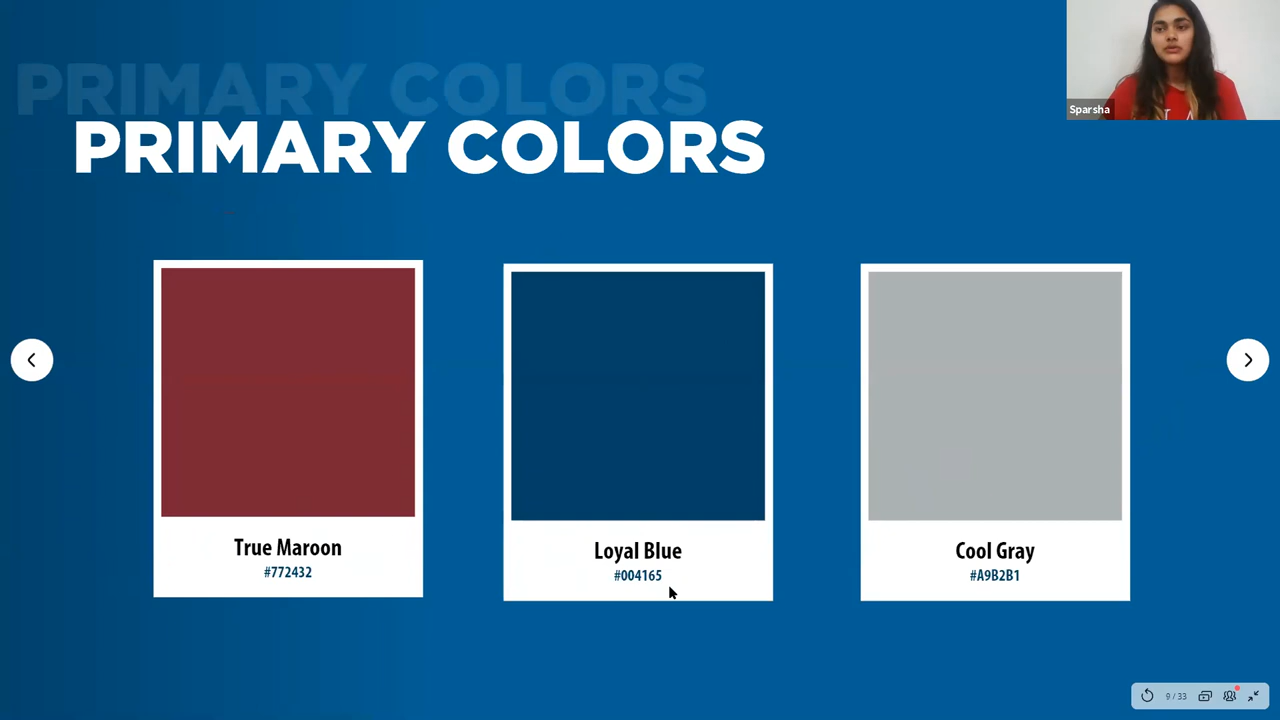 PRIMARY COLORS
PRIMARY COLORS
Sparsha
True Maroon
#772432
Loyal Blue
#004165
Cool Gray
#A9B2B1
9 / 33